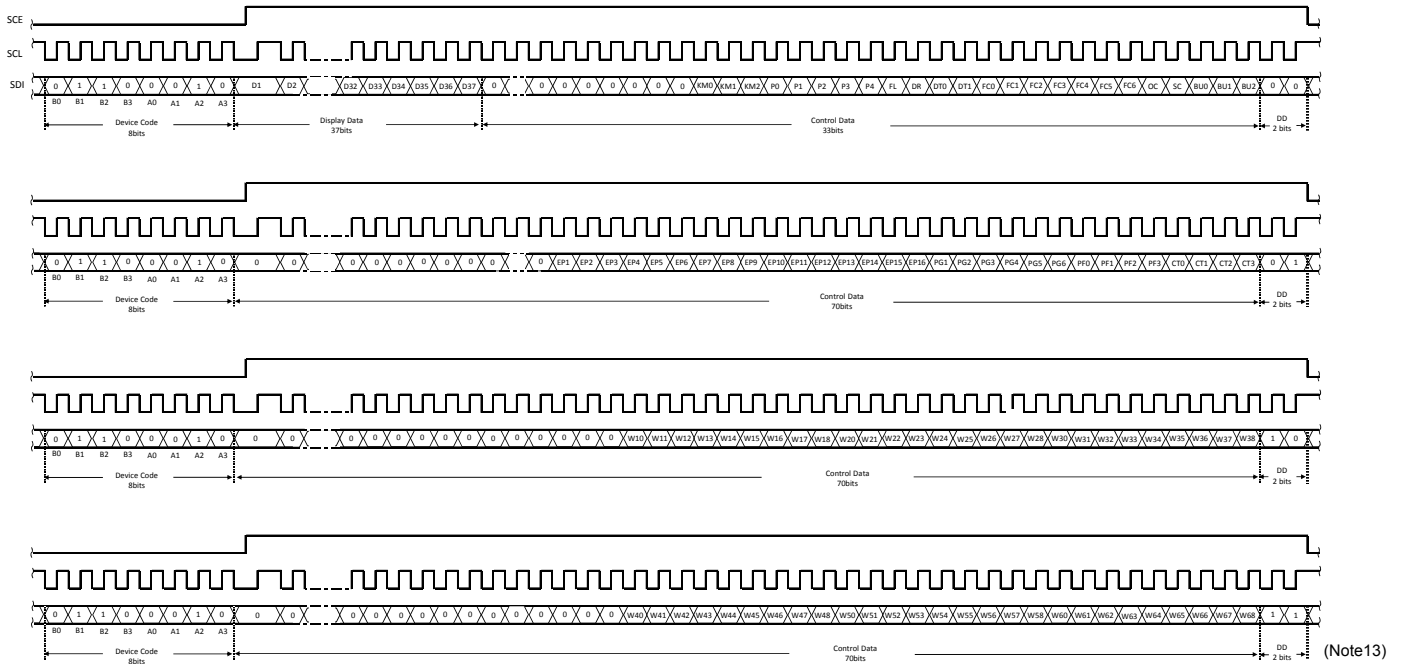 SCE
SCL
SDI 0 1 1 0 0 0 1 0 D1 D2 D32 D33 D34 D35 D36 D37 0 0 0 0 0 0 0 0 KM0 KM1 KM2 P0 P1 P2 P3 P4 FL DR DT0 DT1 FC0 FC1 FC2 FC3 FC4 FC5 FC6 OC SC BU0 BU1 BU2 0 0
B0 B1 B2 B3 A0 A1 A2 A3
Device Code Display Data Control Data DD
8bits 37bits 33bits 2 bits
0 1 1 0 0 0 1 0 0 0 0 0 0 0 0 0 0 0 EP1 EP2 EP3 EP4 EP5 EP6 EP7 EP8 EP9 EP10 EP11 EP12 EP13 EP14 EP15 EP16 PG1 PG2 PG3 PG4 PG5 PG6 PF0 PF1 PF2 PF3 CT0 CT1 CT2 CT3 0 1
B0 B1 B2 B3 A0 A1 A2 A3
Device Code Control Data DD
8bits 70bits 2 bits
0 1 1 0 0 0 1 0 0 0 0 0 0 0 0 0 0 0 0 0 0 0 W10 W11 W12 W13 W14 W15 W16 W17 W18 W20 W21 W22 W23 W24 W25 W26 W27 W28 W30 W31 W32 W33 W34 W35 W36 W37 W38 1 0
B0 B1 B2 B3 A0 A1 A2 A3
Device Code Control Data DD
8bits 70bits 2 bits
0 1 1 0 0 0 1 0 0 0 0 0 0 0 0 0 0 0 0 0 0 0 W40 W41 W42 W43 W44 W45 W46 W47 W48 W50 W51 W52 W53 W54 W55 W56 W57 W58 W60 W61 W62 W63 W64 W65 W66 W67 W68 1 1
B0 B1 B2 B3 A0 A1 A2 A3
Device Code Control Data DD (Note13)
8bits 70bits 2 bits